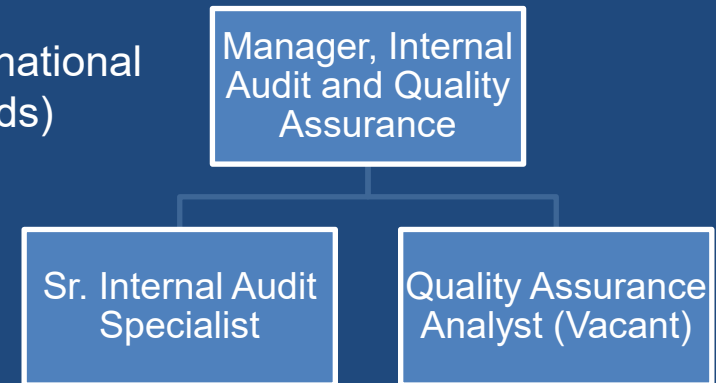 national
ds)
Manager, Internal
Audit and Quality
Assurance
Sr. Internal Audit
Specialist
Quality Assurance
Analyst (Vacant)